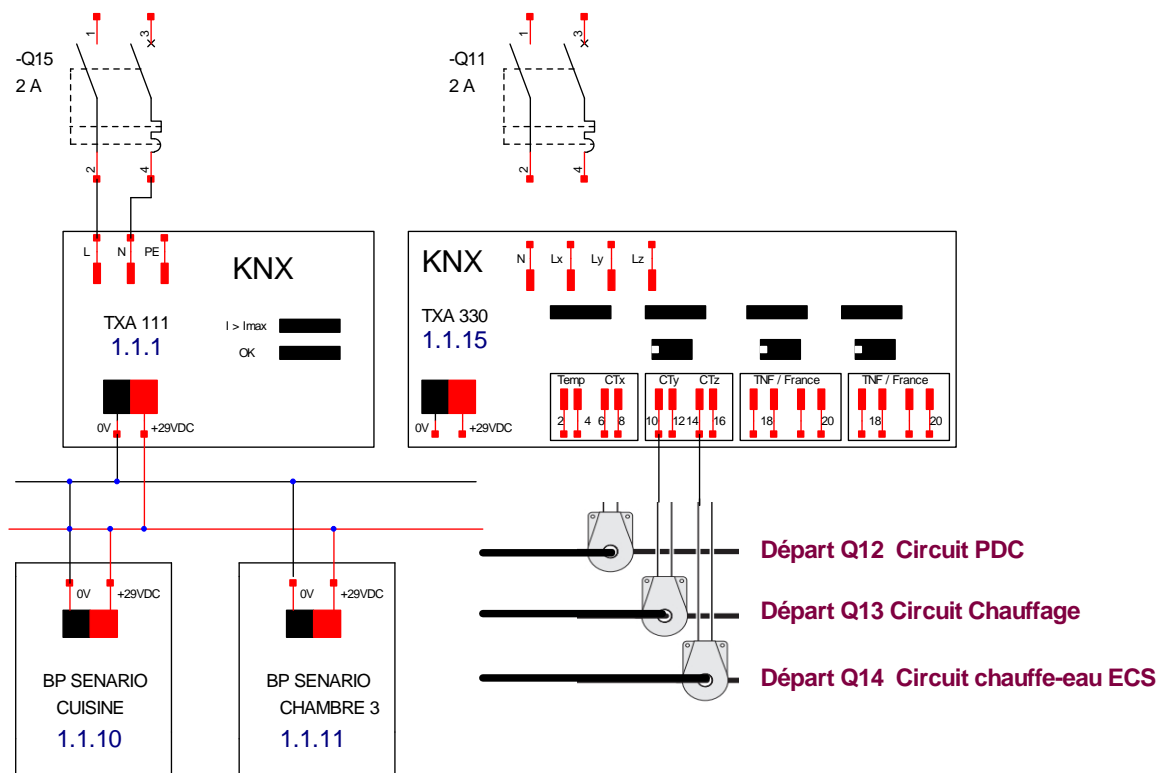 1 3
-Q15
2 A
2 4
1 3
-Q11
2 A
2 4
L N PE
KNX
TXA 111
1.1.1
I > Imax
OK
0V +29VDC
KNX
N Lx Ly Lz
TXA 330
1.1.15
0V +29VDC
Temp CTx
2 4 6 8
CTy CTz
10 12 14 16
TNF / France
18 20
TNF / France
18 20
0V +29VDC
BP SENARIO
CUISINE
1.1.10
0V +29VDC
BP SENARIO
CHAMBRE 3
1.1.11
Départ Q12 Circuit PDC
Départ Q13 Circuit Chauffage
Départ Q14 Circuit chauffe-eau ECS